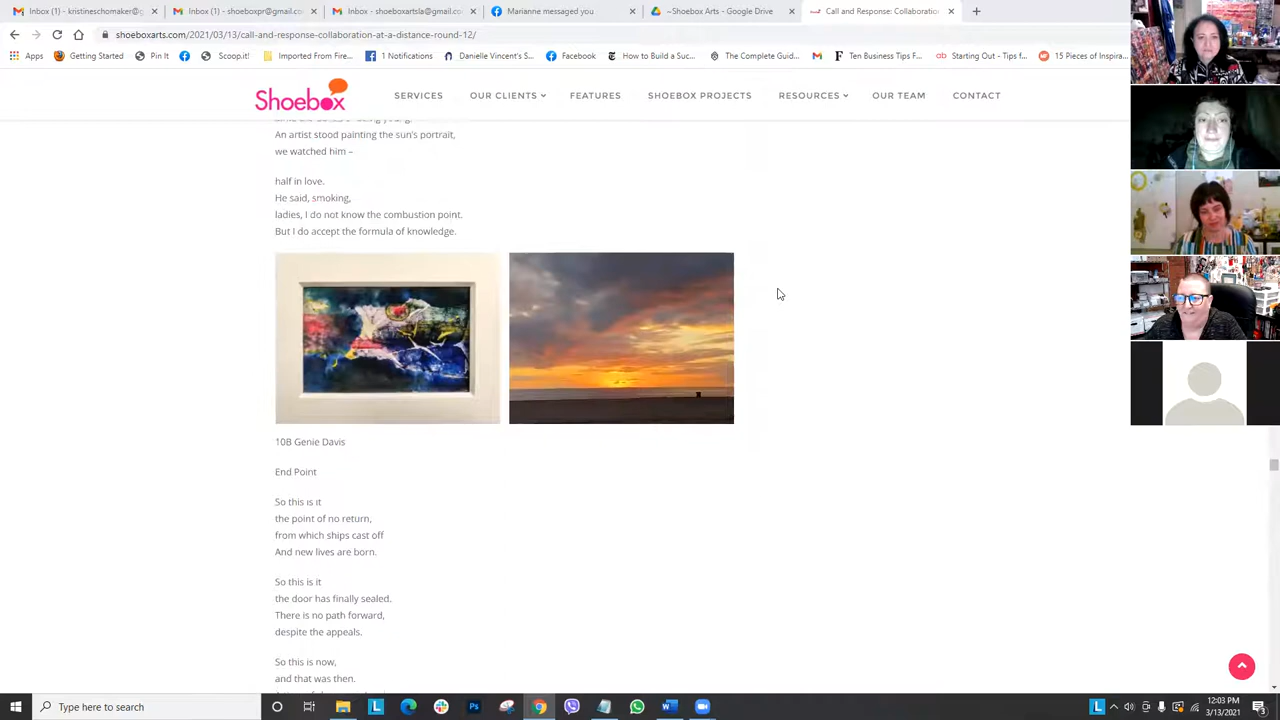 Inbox (1) - kristineschomaker@g
Inbox (1) - shoeboxpr@gmail.co
Inbox - shoeboxartsla@gmail.com
Marianne messaged you
~Shoebox Arts - Google Drive
Call and Response: Collaboratio
shoeboxarts.com/2021/03/13/call-and-response-collaboration-at-a-distance-round-12/
Apps
Getting Started
Pin It
Scoop.it!
Imported From Fire...
1 Notificati...
Danielle Vincent's...
Facebook
How to Build a Suc...
The Complete Guid...
Ten Business Tips F...
Starting Out - Tips f...
15 Pieces of Inspira...
Shoebox
SERVICES
OUR CLIENTS
FEATURES
SHOEBOX PROJECTS
RESOURCES
OUR TEAM
CONTACT
An artist stood painting the sun's portrait,
we watched him –
half in love.
He said, smoking,
ladies, I do not know the combustion point.
But I do accept the formula of knowledge.
10B Genie Davis
End Point
So this is it
the point of no return,
from which ships cast off
And new lives are born.
So this is it
the door has finally sealed.
There is no path forward,
despite the appeals.
So this is now,
and that was then.
Type here to search
12:03 PM
3/13/2021